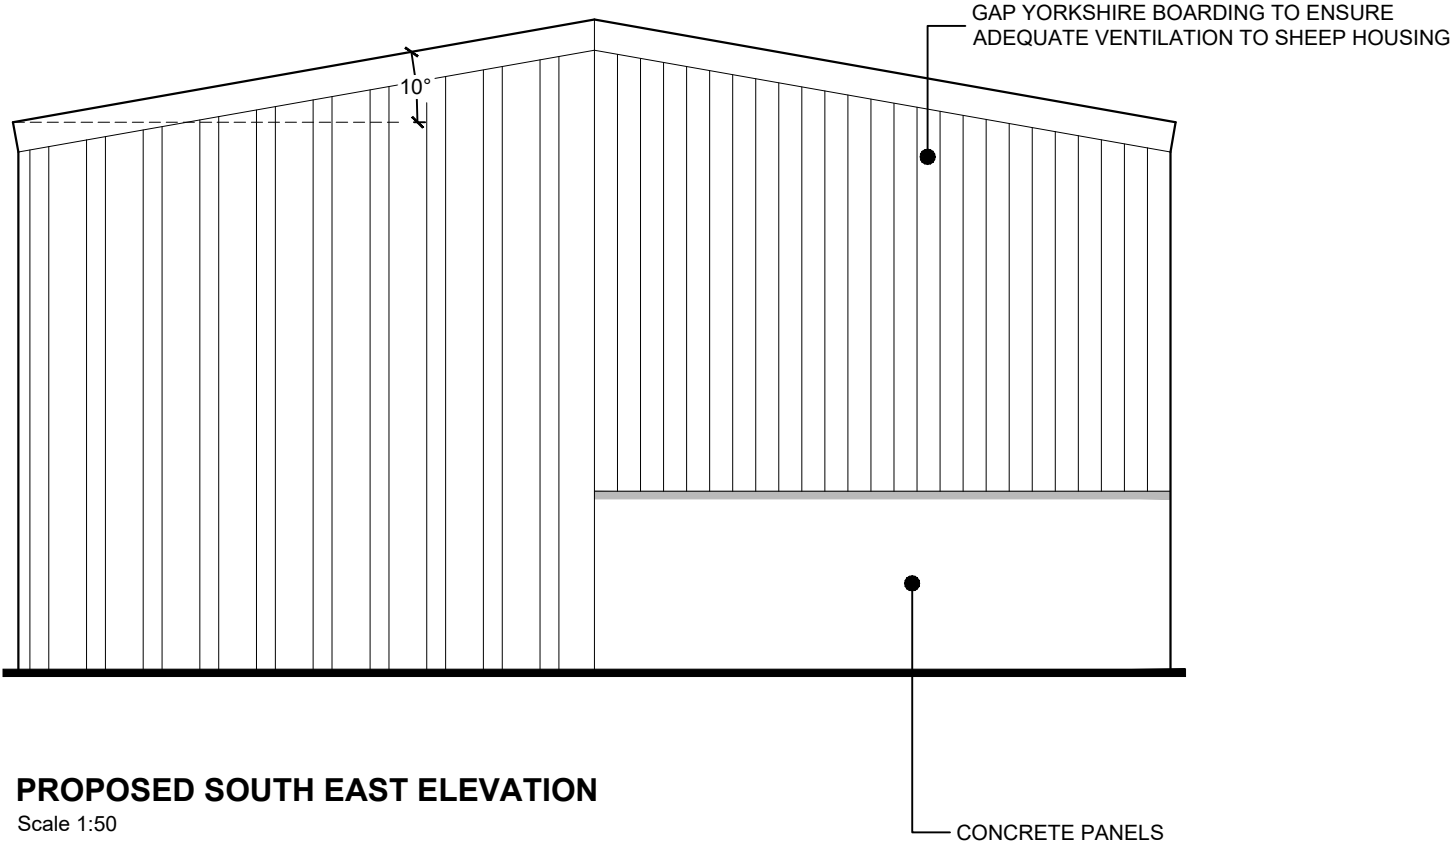 GAP YORKSHIRE BOARDING TO ENSURE
ADEQUATE VENTILATION TO SHEEP HOUSING
10°
PROPOSED SOUTH EAST ELEVATION
Scale 1:50
CONCRETE PANELS